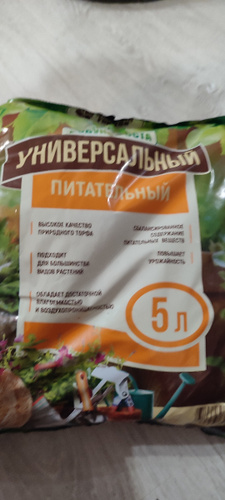 УНИВЕРСАЛЬНЫЙ
ПИТАТЕЛЬНЫЙ
ВЫСОКОЕ КАЧЕСТВО
ПРИРОДНОГО ТОРФА
ПОДХОДИТ
ДЛЯ БОЛЬШИНСТВА
ВИДОВ РАСТЕНИЙ
ОБЛАДАЕТ ДОСТАТОЧНОЙ
ВЛАГОЕМКОСТЬЮ
И ВОЗДУХОПРОНИЦАЕМОСТЬЮ
СБАЛАНСИРОВАННОЕ
СОДЕРЖАНИЕ
ПИТАТЕЛЬНЫХ ВЕЩЕСТВ
ПОВЫШАЕТ
УРОЖАЙНОСТЬ
5 Л